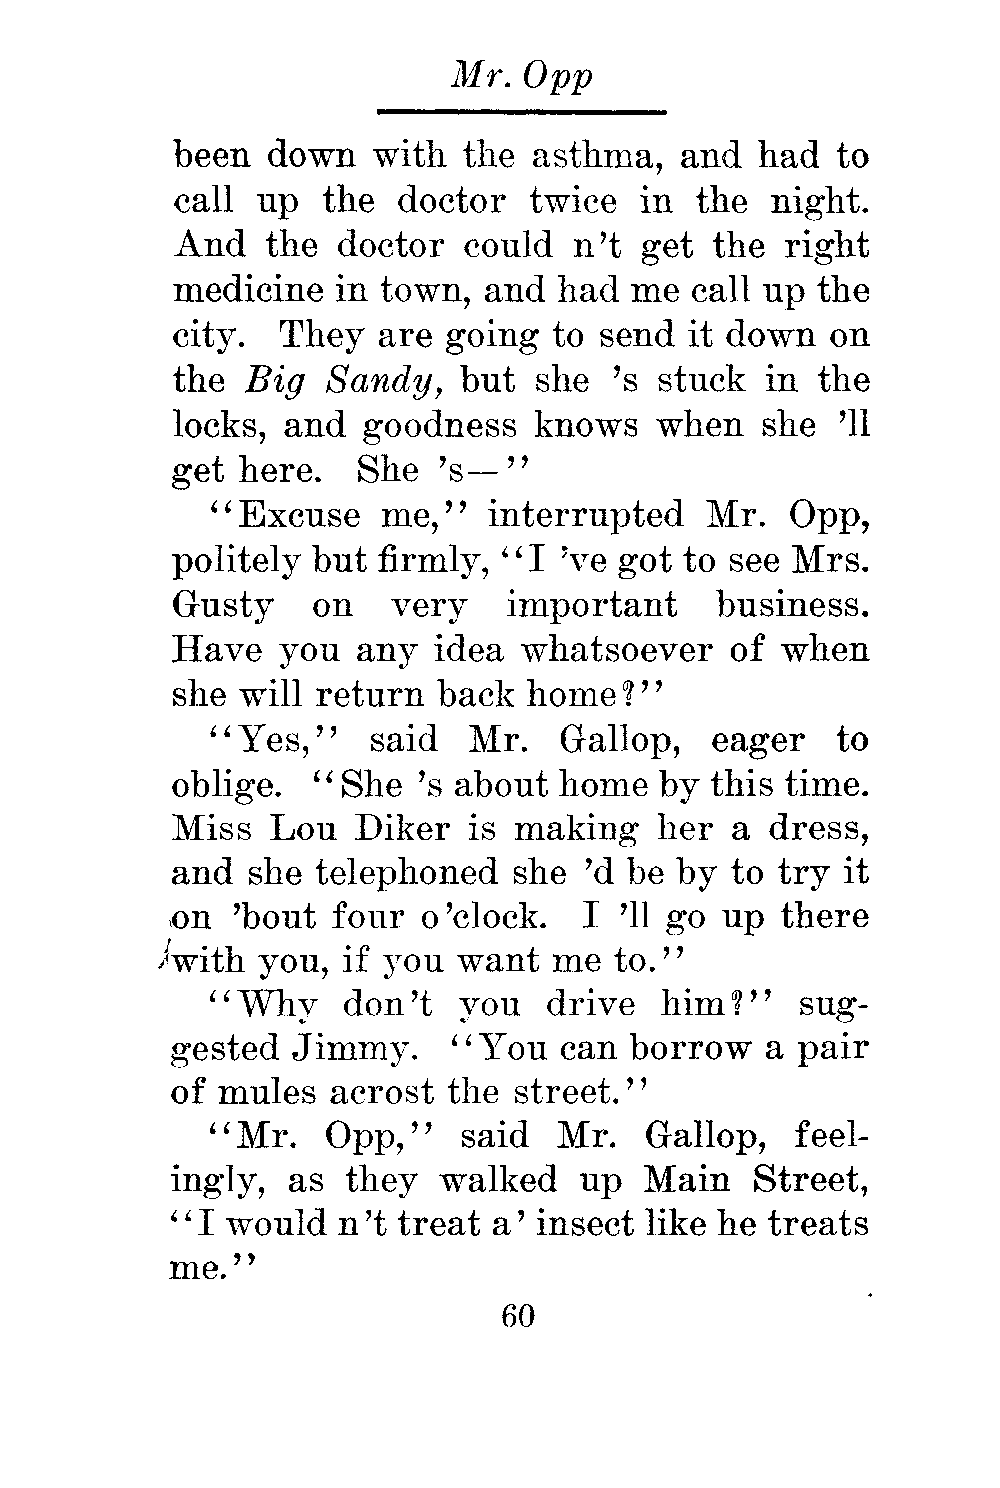 Mr. Opp
been down with the asthma, and had to
call up the doctor twice in the night.
And the doctor could n't get the right
medicine in town, and had me call up the
city. They are going to send it down on
the Big Sandy, but she 's stuck in the
locks, and goodness knows when she 'll
get here. She 's—''
''Excuse me,'' interrupted Mr. Opp,
politely but firmly, ''I 've got to see Mrs.
Gusty on very important business.
Have you any idea whatsoever of when
she will return back home?''
''Yes,'' said Mr. Gallop, eager to
oblige. ''She 's about home by this time.
Miss Lou Diker is making her a dress,
and she telephoned she 'd be by to try it
on 'bout four o'clock. I 'll go up there
with you, if you want me to.''
''Why don't you drive him?'' sug-
gested Jimmy. ''You can borrow a pair
of mules acrost the street.''
''Mr. Opp,'' said Mr. Gallop, feel-
ingly, as they walked up Main Street,
''I would n't treat a' insect like he treats
me.''
60